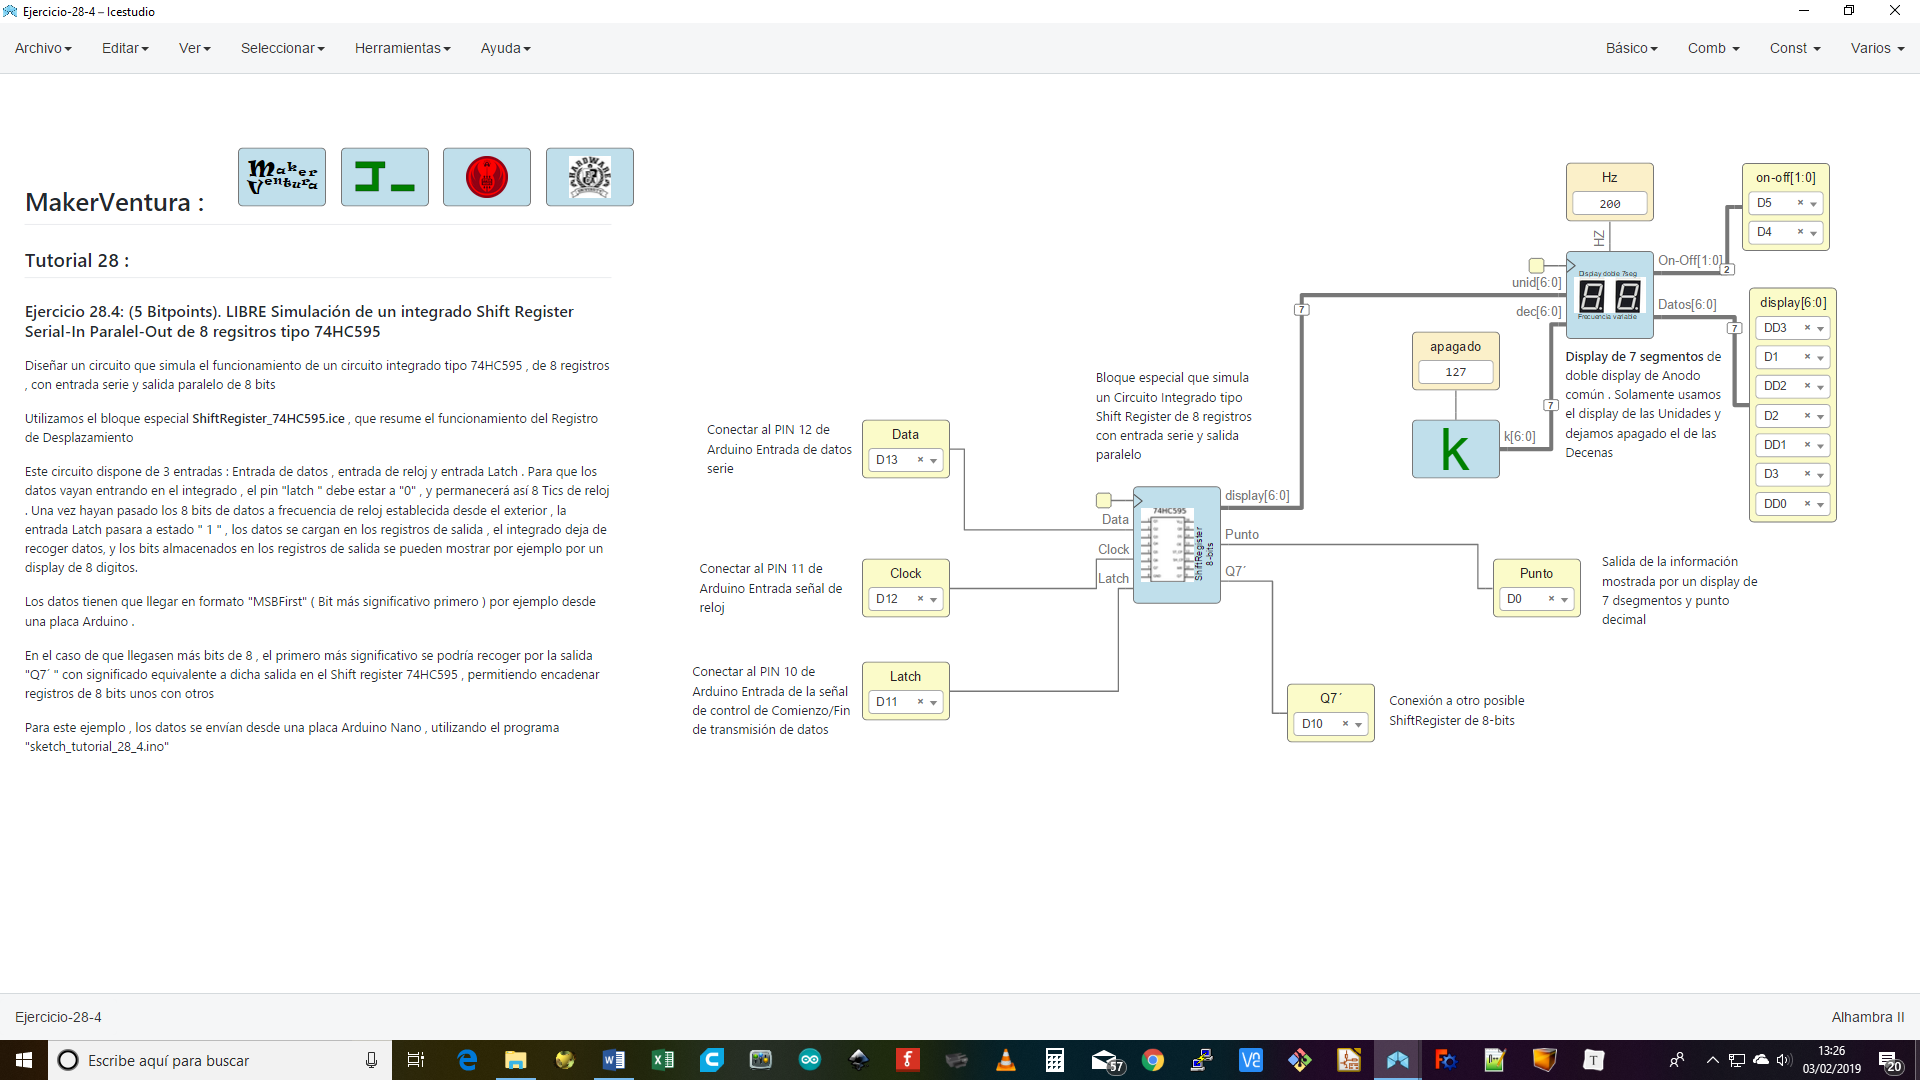 Ejercicio-28-4 – Icestudio
Archivo
Editar
Ver
Seleccionar
Herramientas
Ayuda
Básico
Comb
Const
Varios
MakerVentura :
Maker
Ventura
Tutorial 28 :
Ejercicio 28.4: (5 Bitpoints). LIBRE Simulación de un integrado Shift Register
Serial-In Paralel-Out de 8 regsitros tipo 74HC595
Diseñar un circuito que simula el funcionamiento de un circuito integrado tipo 74HC595 , de 8 registros
, con entrada serie y salida paralelo de 8 bits
Utilizamos el bloque especial ShiftRegister_74HC595.ice , que resume el funcionamiento del Registro
de Desplazamiento
Este circuito dispone de 3 entradas : Entrada de datos , entrada de reloj y entrada Latch . Para que los
datos vayan entrando en el integrado , el pin "latch " debe estar a "0" , y permanecerá así 8 Tics de reloj
. Una vez hayan pasado los 8 bits de datos a frecuencia de reloj establecida desde el exterior , la
entrada Latch pasara a estado " 1 " , los datos se cargan en los registros de salida , el integrado deja de
recoger datos, y los bits almacenados en los registros de salida se pueden mostrar por ejemplo por un
display de 8 digitos.
Los datos tienen que llegar en formato "MSBFirst" ( Bit más significativo primero ) por ejemplo desde
una placa Arduino .
En el caso de que llegasen más bits de 8 , el primero más significativo se podría recoger por la salida
"Q7´ " con significado equivalente a dicha salida en el Shift register 74HC595 , permitiendo encadenar
registros de 8 bits unos con otros
Para este ejemplo , los datos se envían desde una placa Arduino Nano , utilizando el programa
"sketch_tutorial_28_4.ino"
Conectar al PIN 12 de
Arduino Entrada de datos
serie
Data
D13
Conectar al PIN 11 de
Arduino Entrada señal de
reloj
Clock
D12
Conectar al PIN 10 de
Arduino Entrada de la señal
de control de Comienzo/Fin
de transmisión de datos
Latch
D11
Bloque especial que simula
un Circuito Integrado tipo
Shift Register de 8 registros
con entrada serie y salida
paralelo
Data
Clock
Latch
74HC595
ShiftRegister
8-bits
display[6:0]
Punto
Q7´
7
apagado
127
k
k[6:0]
7
Hz
200
HZ
unid[6:0]
dec[6:0]
Display doble 7seg
Frecuencia variable
On-Off[1:0]
2
Datos[6:0]
7
on-off[1:0]
D5
D4
display[6:0]
DD3
D1
DD2
D2
DD1
D3
DD0
Display de 7 segmentos de
doble display de Anodo
común . Solamente usamos
el display de las Unidades y
dejamos apagado el de las
Decenas
Punto
D0
Salida de la información
mostrada por un display de
7 dsegmentos y punto
decimal
Q7´
D10
Conexión a otro posible
ShiftRegister de 8-bits
Ejercicio-28-4
Alhambra II
Escribe aquí para buscar
57
13:26
03/02/2019
20